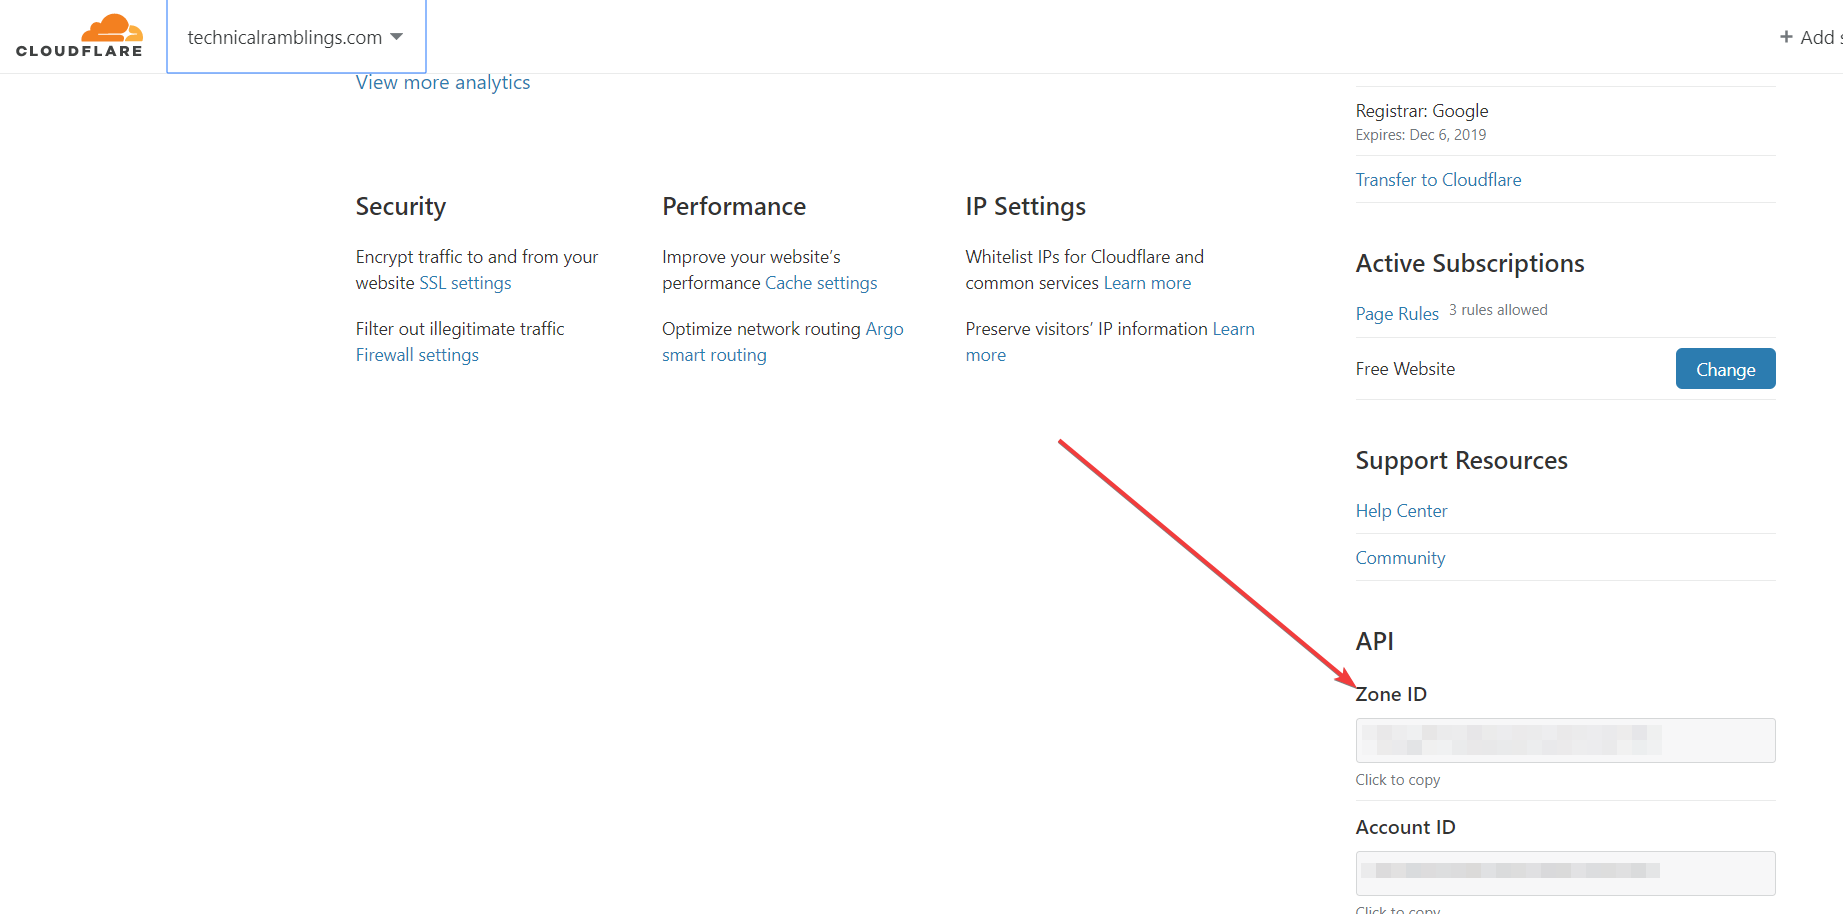 CLOUDFLARE
technicalramblings.com
+ Add
View more analytics
Security
Encrypt traffic to and from your
website SSL settings
Filter out illegitimate traffic
Firewall settings
Performance
Improve your website's
performance Cache settings
Optimize network routing Argo
smart routing
IP Settings
Whitelist IPs for Cloudflare and
common services Learn more
Preserve visitors' IP information Learn
more
Registrar: Google
Expires: Dec 6, 2019
Transfer to Cloudflare
Active Subscriptions
Page Rules 3 rules allowed
Free Website
Change
Support Resources
Help Center
Community
API
Zone ID
Click to copy
Account ID
Click to copy